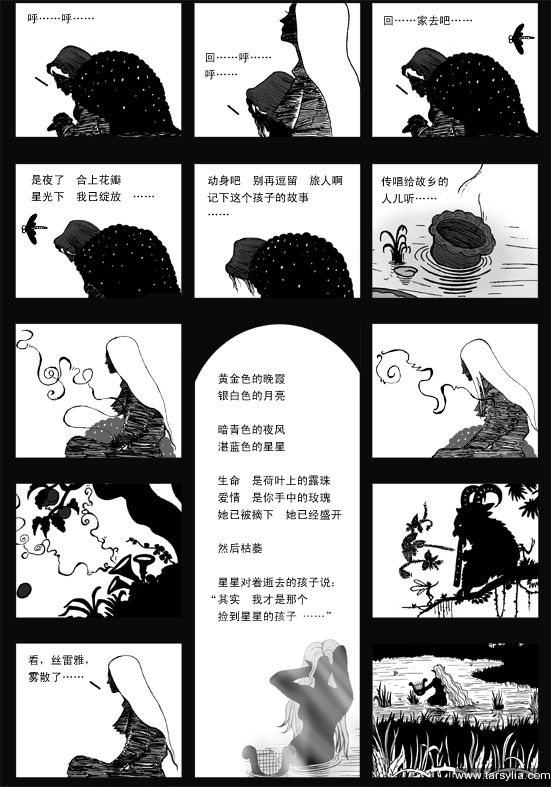 呼……呼……
回……呼……
呼……
回……家去吧……
是夜了　合上花瓣
星光下　我已绽放　……
动身吧　别再逗留　旅人啊
记下这个孩子的故事
……
传唱给故乡的
人儿听……
黄金色的晚霞
银白色的月亮
暗青色的夜风
湛蓝色的星星
生命　是荷叶上的露珠
爱情　是你手中的玫瑰
她已被摘下　她已经盛开
然后枯萎
星星对着逝去的孩子说：
“其实　我才是那个
捡到星星的孩子 ……”
看，丝雷雅，
雾散了……
www.tarsylia.com